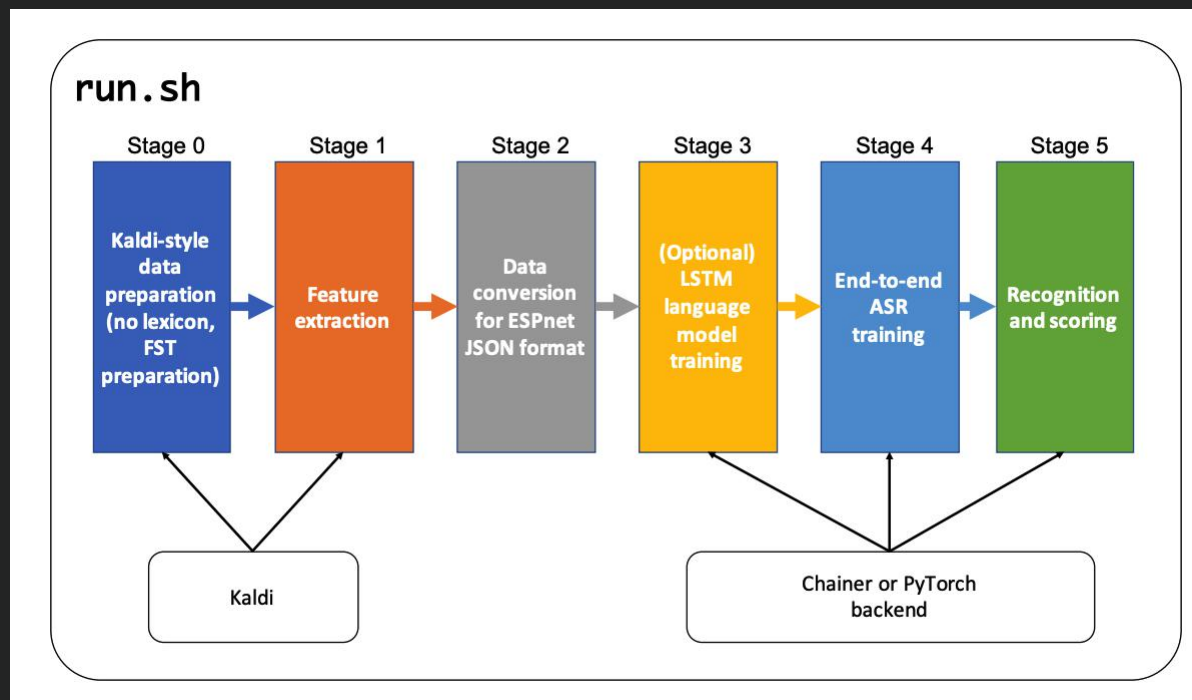 run.sh
Stage 0
Stage 1
Stage 2
Stage 3
Stage 4
Stage 5
Kaldi-style
data
preparation
(no lexicon,
FST
preparation)
Feature
extraction
Data
conversion
for ESPnet
JSON format
(Optional)
LSTM
language
model
training
End-to-end
ASR
training
Recognition
and scoring
Kaldi
Chainer or PyTorch
backend